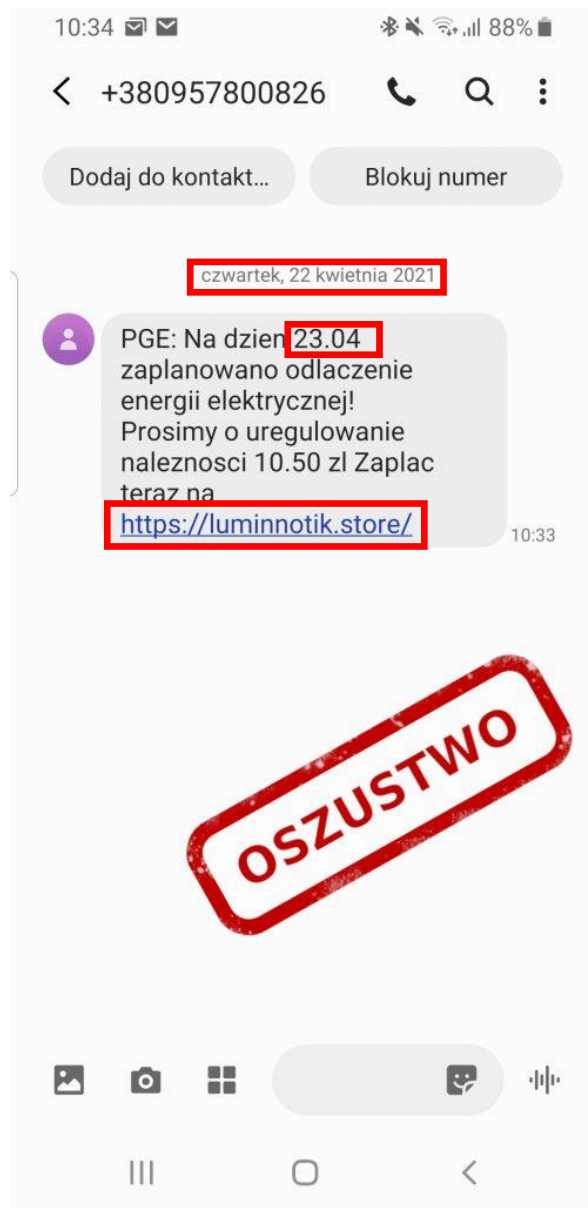 10:34 88%
+380957800826
Dodaj do kontakt... Blokuj numer
czwartek, 22 kwietnia 2021
PGE: Na dzien 23.04
zaplanowano odlaczenie
energii elektrycznej!
Prosimy o uregulowanie
naleznosci 10.50 zl Zaplac
teraz na
https://luminnotik.store/
10:33
OSZUSTWO